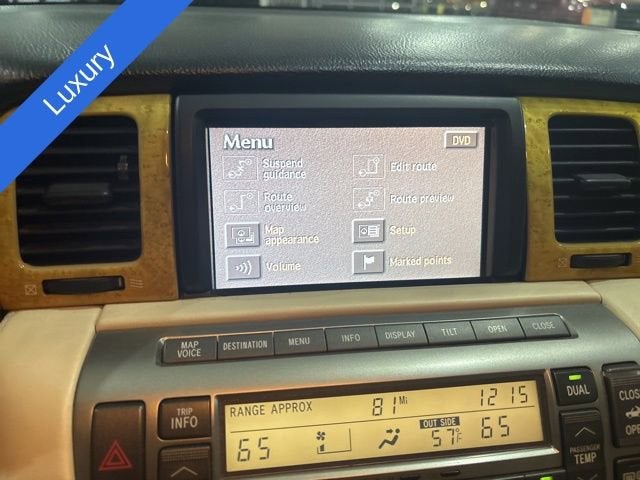 Luxury
Menu
DVD
Suspend
guidance
Edit route
Route
overview
Route preview
Map
appearance
Setup
Volume
Marked points
MAP
VOICE
DESTINATION
MENU
INFO
DISPLAY
TILT
OPEN
CLOSE
TRIP
INFO
RANGE APPROX
81 Mi
12:15
65
OUT SIDE
57°F
65
DUAL
PASSENGER
TEMP